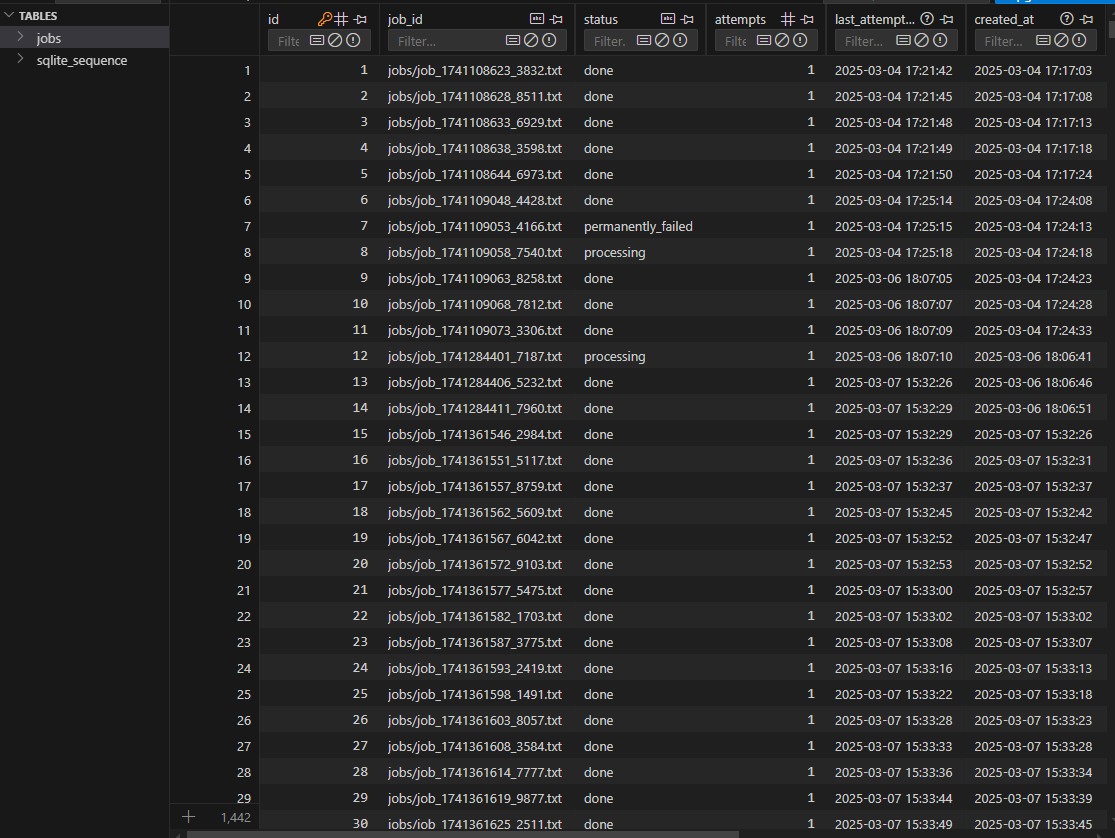 TABLES
jobs
sqlite_sequence
id job_id status attempts last_attempt... created_at
Filte Filter... Filter. Filte Filter... Filter...
1 1 jobs/job_1741108623_3832.txt done 1 2025-03-04 17:21:42 2025-03-04 17:17:03
2 2 jobs/job_1741108628_8511.txt done 1 2025-03-04 17:21:45 2025-03-04 17:17:08
3 3 jobs/job_1741108633_6929.txt done 1 2025-03-04 17:21:48 2025-03-04 17:17:13
4 4 jobs/job_1741108638_3598.txt done 1 2025-03-04 17:21:49 2025-03-04 17:17:18
5 5 jobs/job_1741108644_6973.txt done 1 2025-03-04 17:21:50 2025-03-04 17:17:24
6 6 jobs/job_1741109048_4428.txt done 1 2025-03-04 17:25:14 2025-03-04 17:24:08
7 7 jobs/job_1741109053_4166.txt permanently_failed 1 2025-03-04 17:25:15 2025-03-04 17:24:13
8 8 jobs/job_1741109058_7540.txt processing 1 2025-03-04 17:25:18 2025-03-04 17:24:18
9 9 jobs/job_1741109063_8258.txt done 1 2025-03-06 18:07:05 2025-03-04 17:24:23
10 10 jobs/job_1741109068_7812.txt done 1 2025-03-06 18:07:07 2025-03-04 17:24:28
11 11 jobs/job_1741109073_3306.txt done 1 2025-03-06 18:07:09 2025-03-04 17:24:33
12 12 jobs/job_1741284401_7187.txt processing 1 2025-03-06 18:07:10 2025-03-06 18:06:41
13 13 jobs/job_1741284406_5232.txt done 1 2025-03-07 15:32:26 2025-03-06 18:06:46
14 14 jobs/job_1741284411_7960.txt done 1 2025-03-07 15:32:29 2025-03-06 18:06:51
15 15 jobs/job_1741361546_2984.txt done 1 2025-03-07 15:32:29 2025-03-07 15:32:26
16 16 jobs/job_1741361551_5117.txt done 1 2025-03-07 15:32:36 2025-03-07 15:32:31
17 17 jobs/job_1741361557_8759.txt done 1 2025-03-07 15:32:37 2025-03-07 15:32:37
18 18 jobs/job_1741361562_5609.txt done 1 2025-03-07 15:32:45 2025-03-07 15:32:42
19 19 jobs/job_1741361567_6042.txt done 1 2025-03-07 15:32:52 2025-03-07 15:32:47
20 20 jobs/job_1741361572_9103.txt done 1 2025-03-07 15:32:53 2025-03-07 15:32:52
21 21 jobs/job_1741361577_5475.txt done 1 2025-03-07 15:33:00 2025-03-07 15:32:57
22 22 jobs/job_1741361582_1703.txt done 1 2025-03-07 15:33:02 2025-03-07 15:33:02
23 23 jobs/job_1741361587_3775.txt done 1 2025-03-07 15:33:08 2025-03-07 15:33:07
24 24 jobs/job_1741361593_2419.txt done 1 2025-03-07 15:33:16 2025-03-07 15:33:13
25 25 jobs/job_1741361598_1491.txt done 1 2025-03-07 15:33:22 2025-03-07 15:33:18
26 26 jobs/job_1741361603_8057.txt done 1 2025-03-07 15:33:28 2025-03-07 15:33:23
27 27 jobs/job_1741361608_3584.txt done 1 2025-03-07 15:33:33 2025-03-07 15:33:28
28 28 jobs/job_1741361614_7777.txt done 1 2025-03-07 15:33:36 2025-03-07 15:33:34
29 29 jobs/job_1741361619_9877.txt done 1 2025-03-07 15:33:44 2025-03-07 15:33:39
30 jobs/job_1741361625_2511.txt done 1 2025-03-07 15:33:49 2025-03-07 15:33:45
1,442